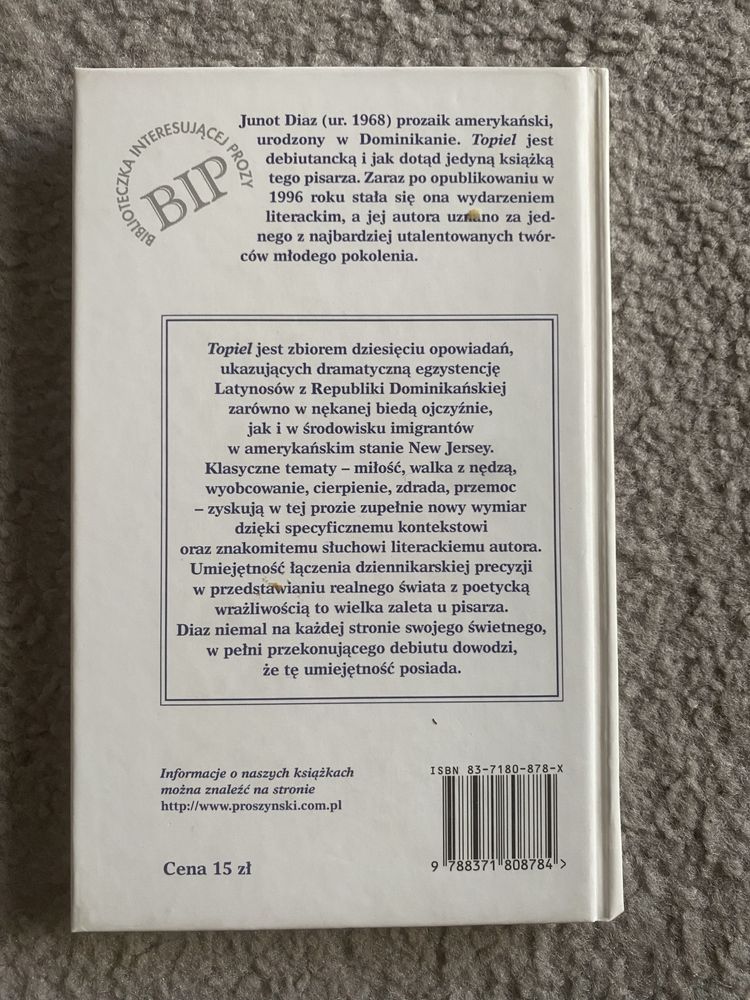 BIBLIOTECZKA INTERESUJĄCEJ PROZY
BIP
Junot Diaz (ur. 1968) prozaik amerykański,
urodzony w Dominikanie. Topiel jest
debiutancką i jak dotąd jedyną książką
tego pisarza. Zaraz po opublikowaniu w
1996 roku stała się ona wydarzeniem
literackim, a jej autora uznano za jed-
nego z najbardziej utalentowanych twór-
ców młodego pokolenia.
Topiel jest zbiorem dziesięciu opowiadań,
ukazujących dramatyczną egzystencję
Latynosów z Republiki Dominikańskiej
zarówno w nękanej biedą ojczyźnie,
jak i w środowisku imigrantów
w amerykańskim stanie New Jersey.
Klasyczne tematy – miłość, walka z nędzą,
wyobcowanie, cierpienie, zdrada, przemoc
– zyskują w tej prozie zupełnie nowy wymiar
dzięki specyficznemu kontekstowi
oraz znakomitemu słuchowi literackiemu autora.
Umiejętność łączenia dziennikarskiej precyzji
w przedstawianiu realnego świata z poetycką
wrażliwością to wielka zaleta u pisarza.
Diaz niemal na każdej stronie swojego świetnego,
w pełni przekonującego debiutu dowodzi,
że tę umiejętność posiada.
Informacje o naszych książkach
można znaleźć na stronie
http://www.proszynski.com.pl
Cena 15 zł
ISBN 83-7180-878-X
9 788371 808784 >